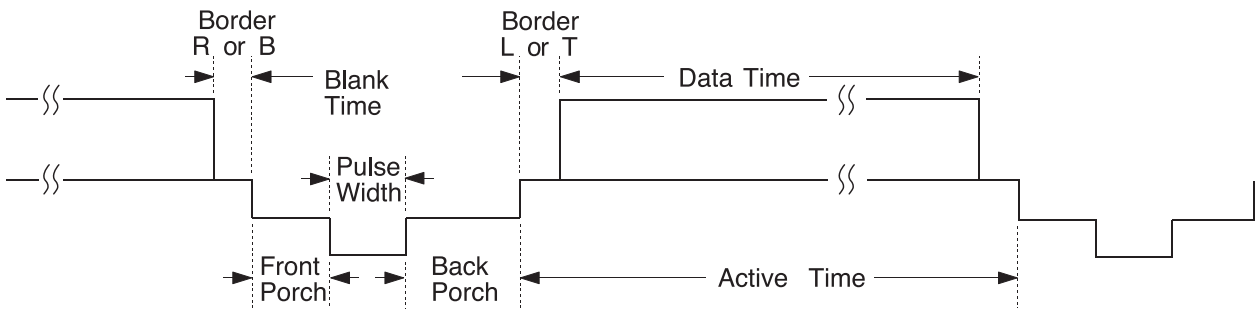 Border
R or B
Border
L or T
Blank
Time
Data Time
Pulse
Width
Front
Porch
Back
Porch
Active Time